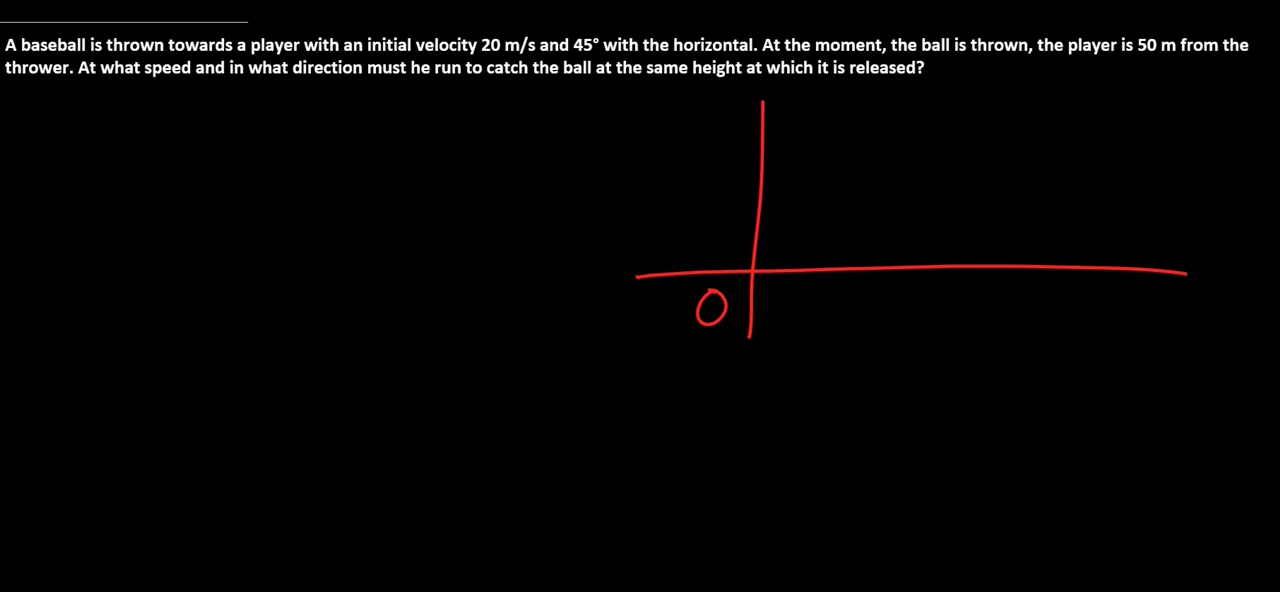 A baseball is thrown towards a player with an initial velocity 20 m/s and 45° with the horizontal. At the moment, the ball is thrown, the player is 50 m from the
thrower. At what speed and in what direction must he run to catch the ball at the same height at which it is released?
0